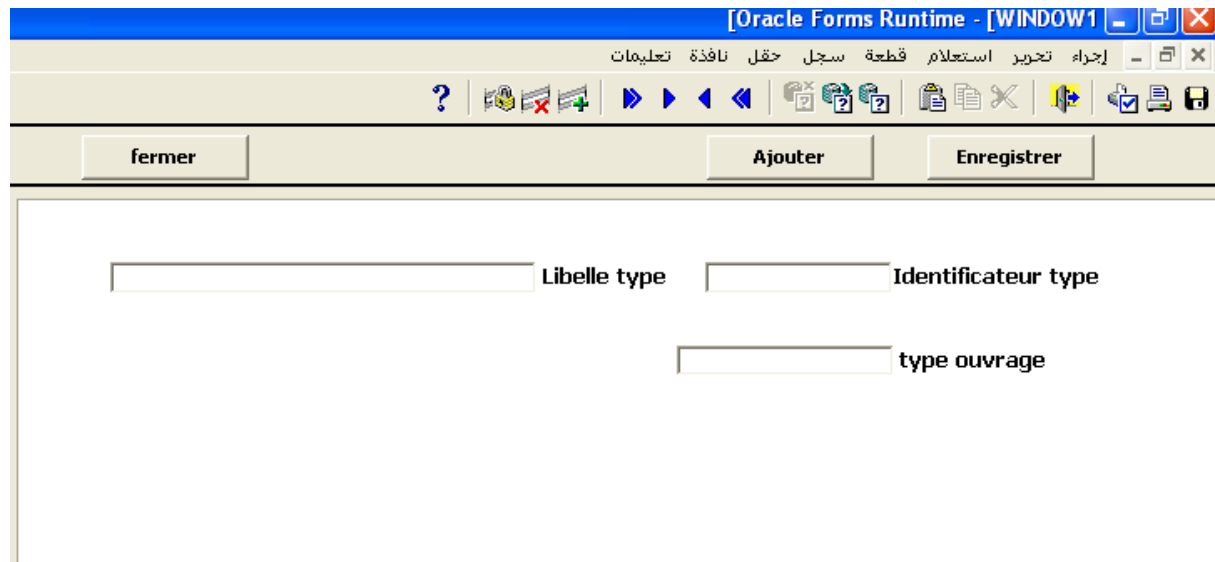 [Oracle Forms Runtime - [WINDOW1
إجراء تحرير استعلام قطعة سجل حقل نافذة تعليمات
?
fermer Ajouter Enregistrer
Libelle type Identificateur type
type ouvrage